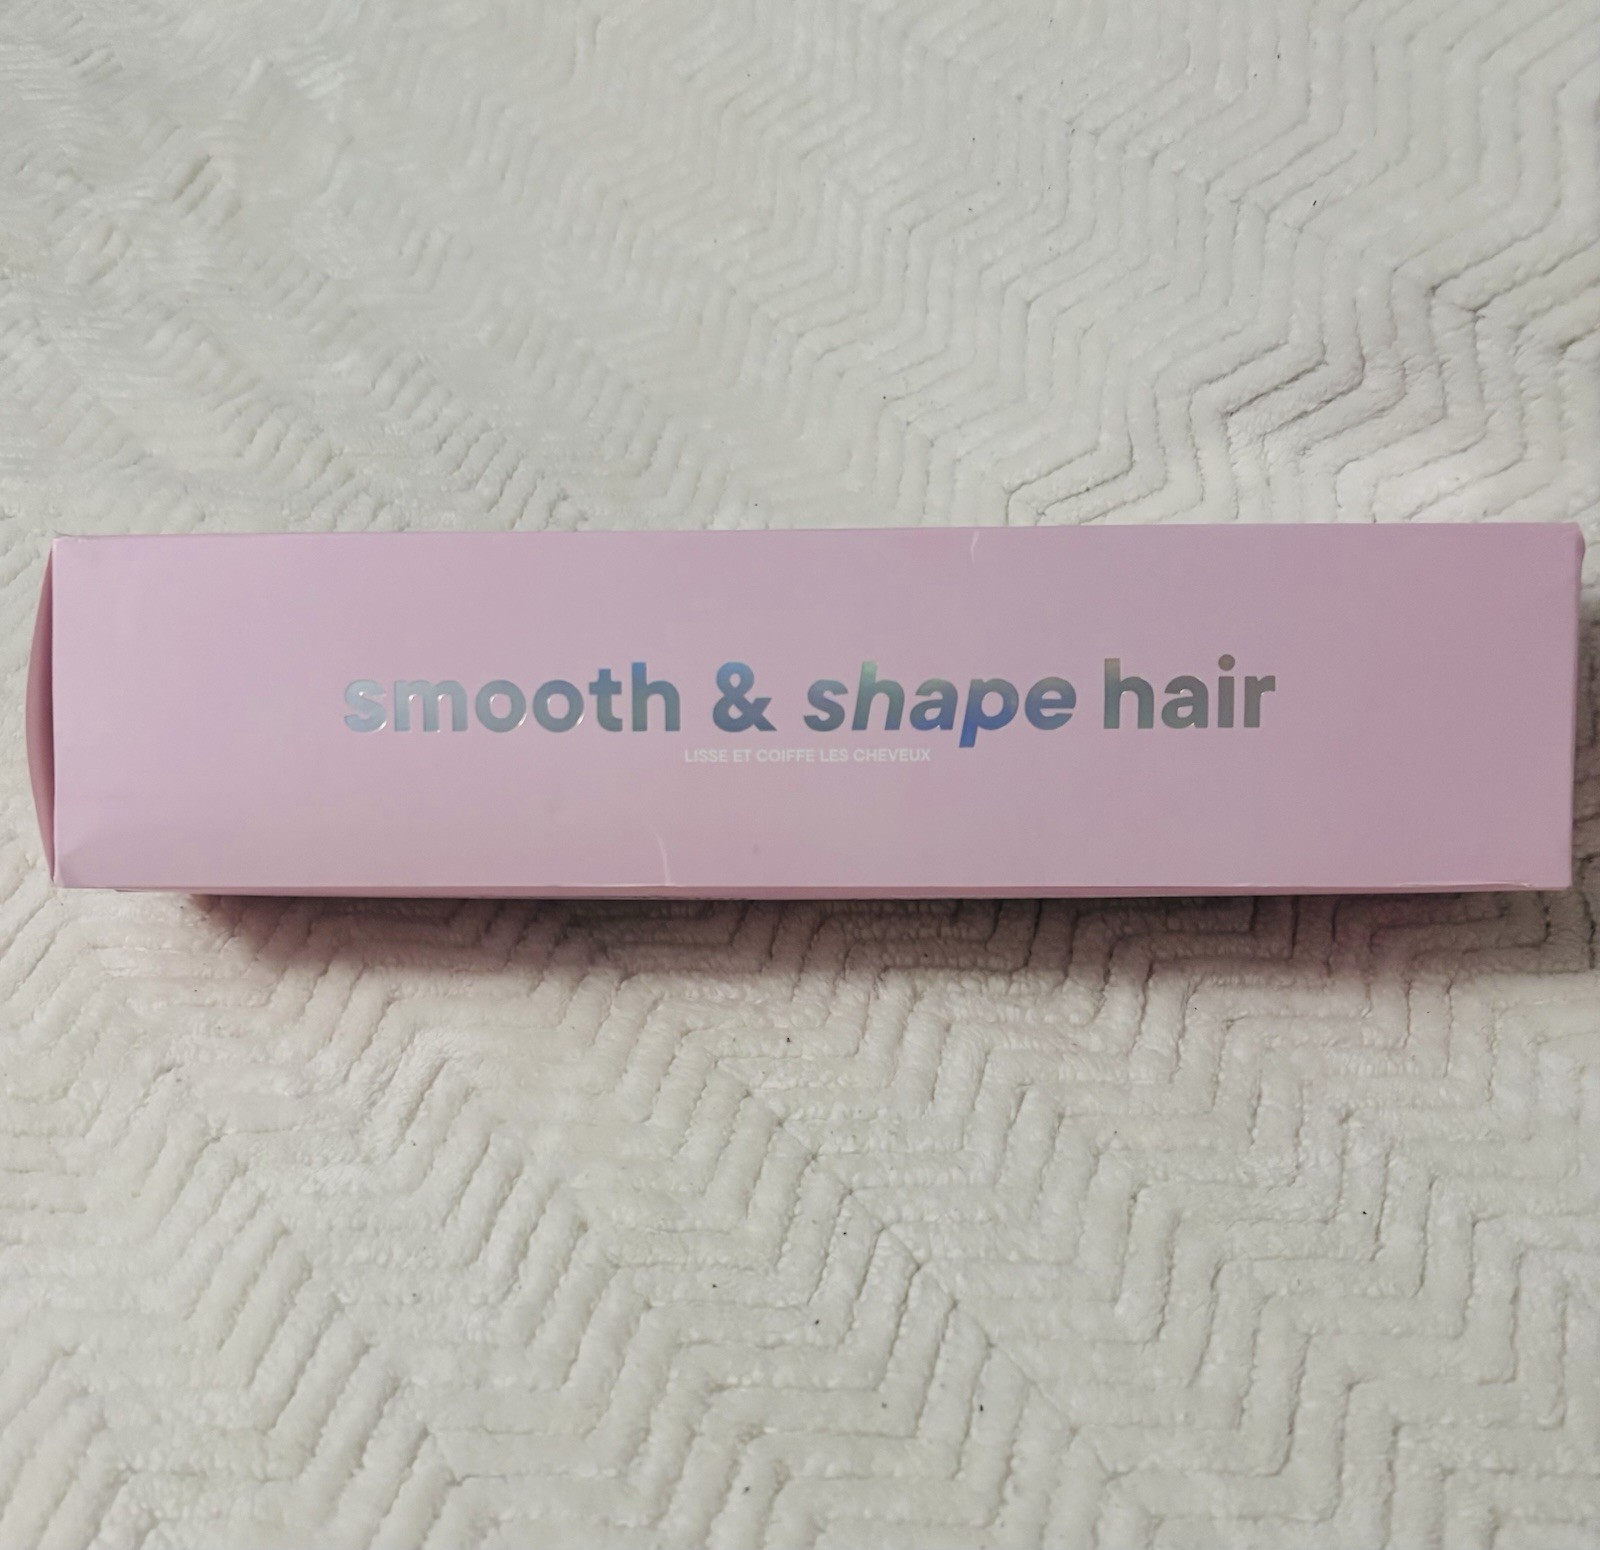 smooth & shape hair
LISSE ET COIFFE LES CHEVEUX